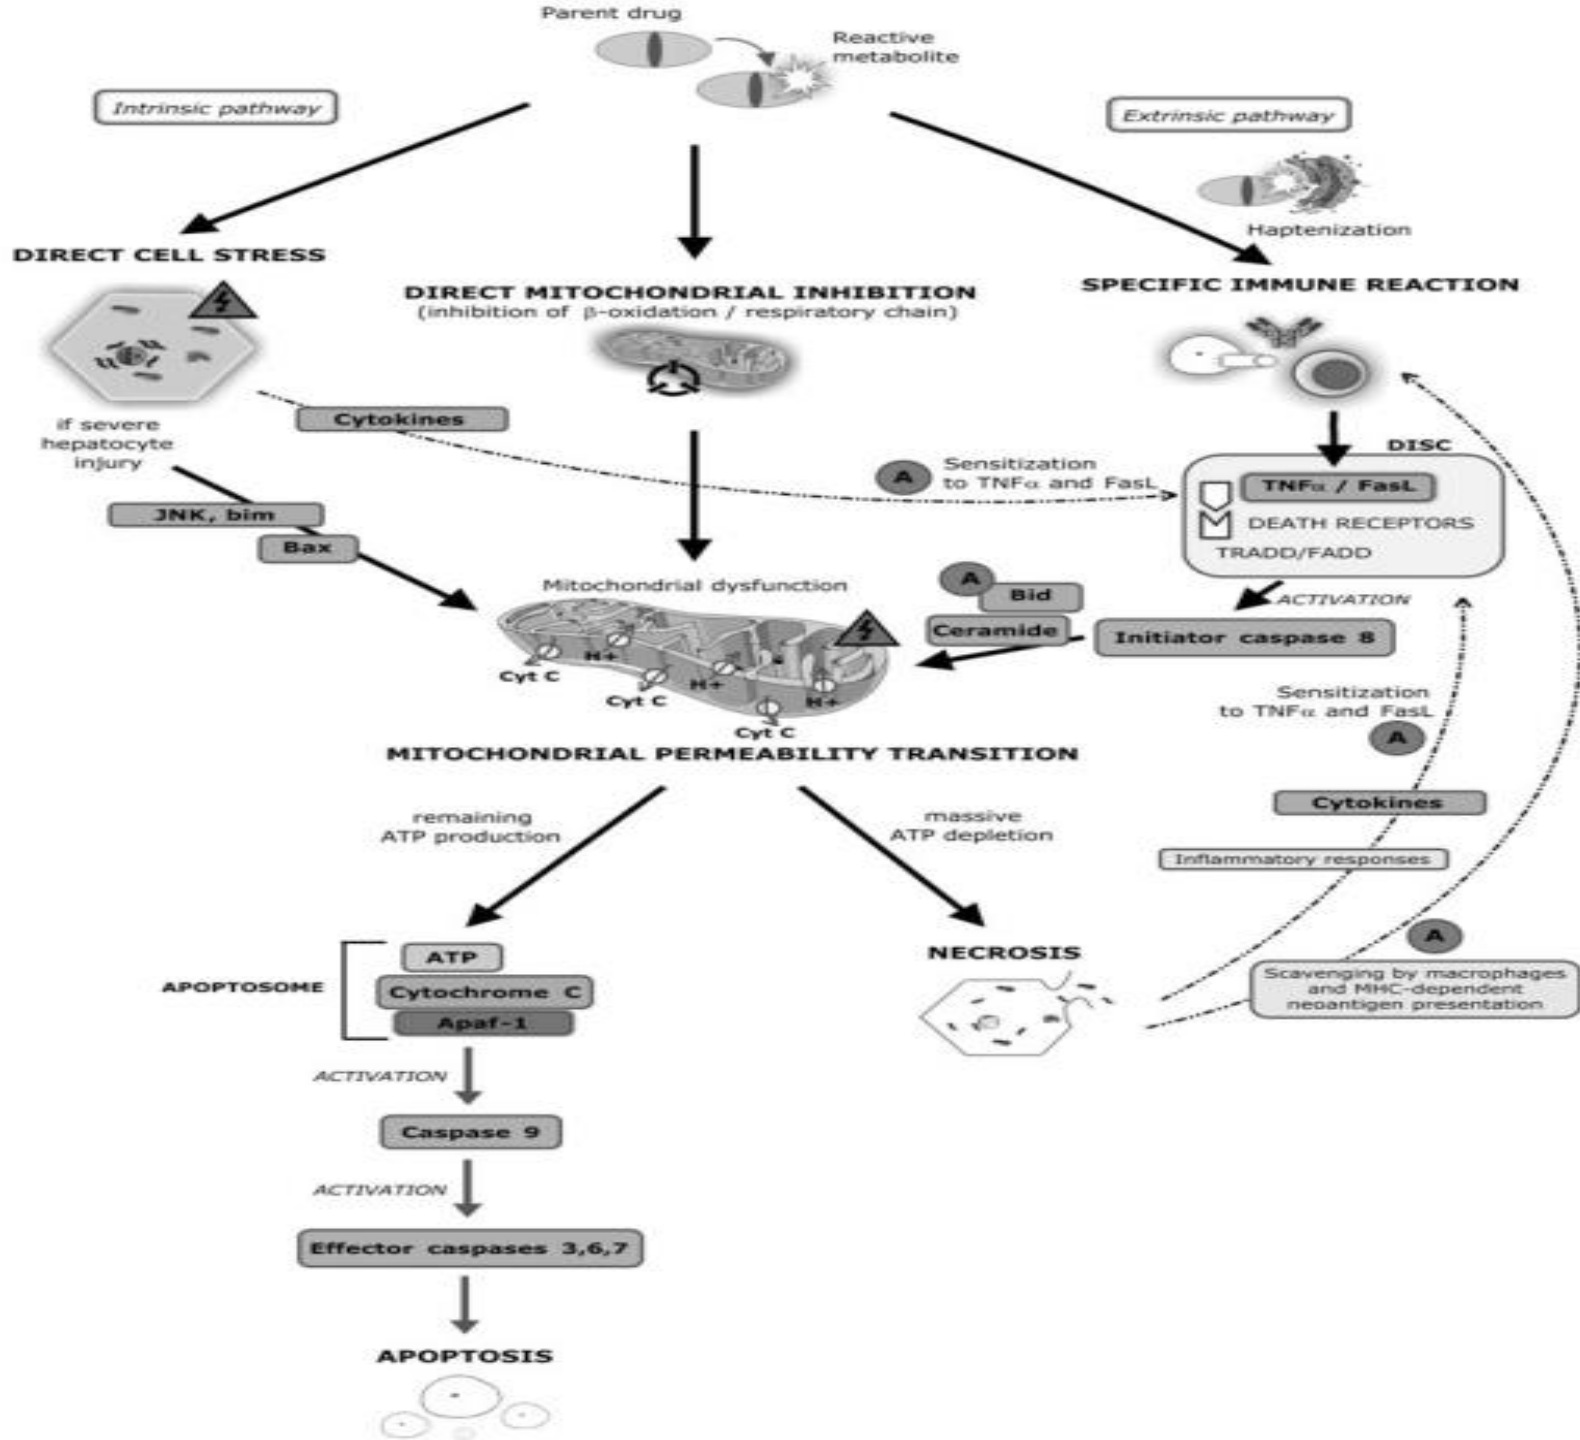 Parent drug
Reactive
metabolite
Intrinsic pathway
Extrinsic pathway
Haptenization
DIRECT CELL STRESS
DIRECT MITOCHONDRIAL INHIBITION
(inhibition of β-oxidation / respiratory chain)
SPECIFIC IMMUNE REACTION
if severe
hepatocyte
injury
Cytokines
A
Sensitization
to TNFα and FasL
DISC
TNFα / FasL
DEATH RECEPTORS
TRADD/FADD
JNK, bim
Bax
Mitochondrial dysfunction
A
Bid
Ceramide
ACTIVATION
Initiator caspase 8
Cyt C
H+
Cyt C
H+
Cyt C
H+
MITOCHONDRIAL PERMEABILITY TRANSITION
Sensitization
to TNFα and FasL
A
Cytokines
Inflammatory responses
remaining
ATP production
massive
ATP depletion
A
Scavenging by macrophages
and MHC-dependent
neoantigen presentation
NECROSIS
APOPTOSOME
ATP
Cytochrome C
Apaf-1
ACTIVATION
Caspase 9
ACTIVATION
Effector caspases 3,6,7
APOPTOSIS